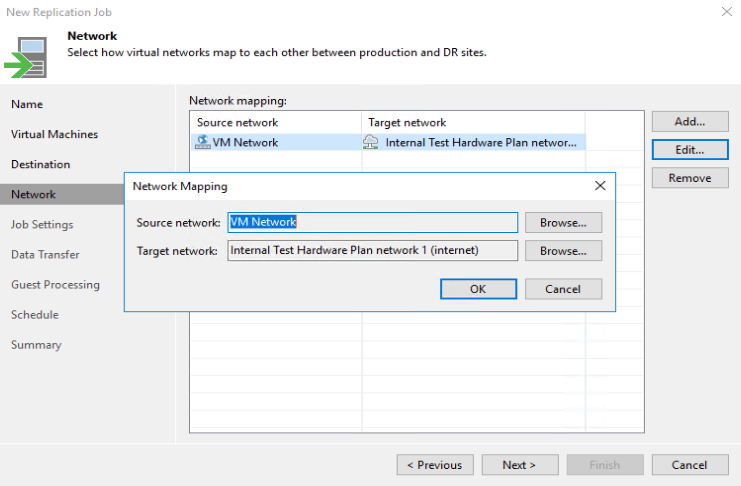 New Replication Job
Network
Select how virtual networks map to each other between production and DR sites.
Name
Virtual Machines
Destination
Network
Job Settings
Data Transfer
Guest Processing
Schedule
Summary
Network mapping:
Source network Target network
VM Network Internal Test Hardware Plan networ...
Add...
Edit...
Remove
Network Mapping
Source network: VM Network Browse...
Target network: Internal Test Hardware Plan network 1 (internet) Browse...
OK Cancel
< Previous Next > Finish Cancel